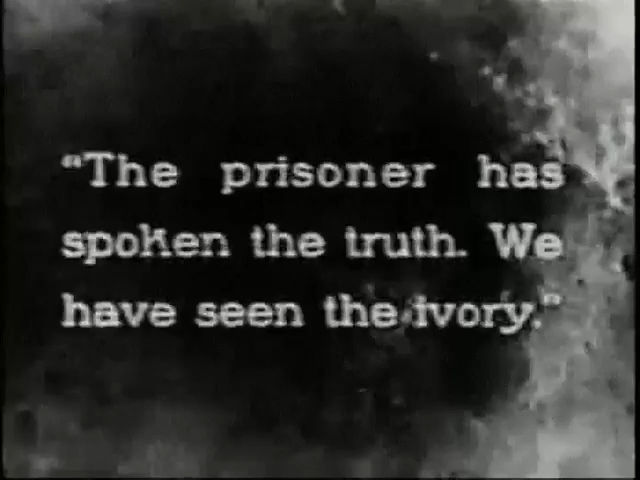 "The prisoner has
spoken the truth. We
have seen the ivory."